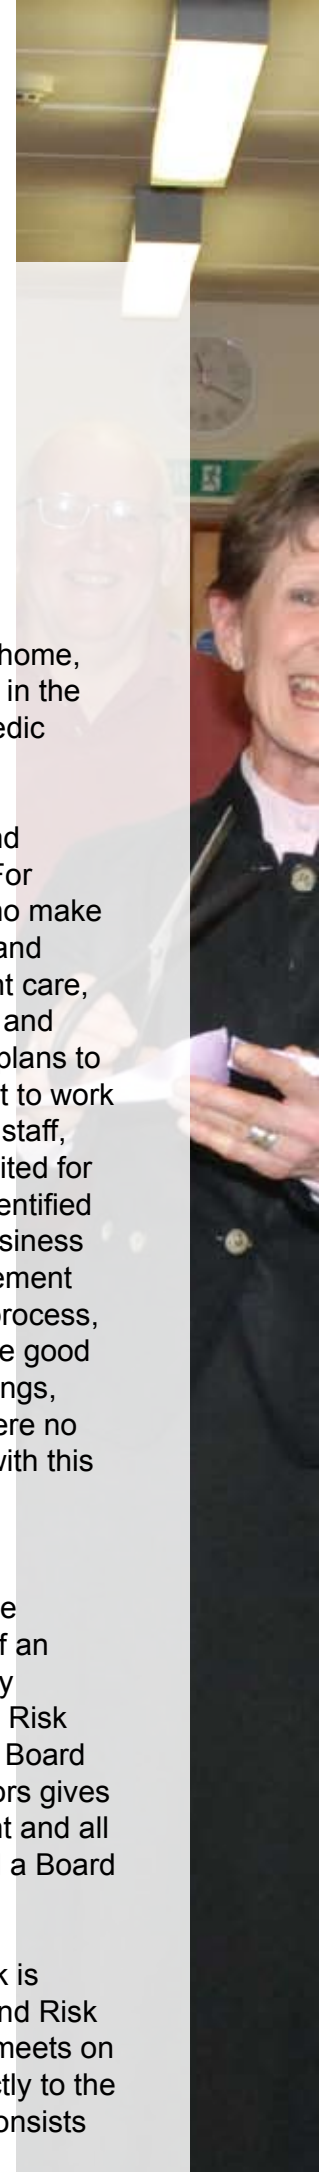 home,
in the
edic
nd
For
ho make
and
nt care,
and
plans to
t to work
staff,
ited for
entified
siness
ement
process,
e good
ngs,
ere no
with this
e
f an
y
Risk
Board
ors gives
t and all
a Board
k is
nd Risk
meets on
tly to the
onsists